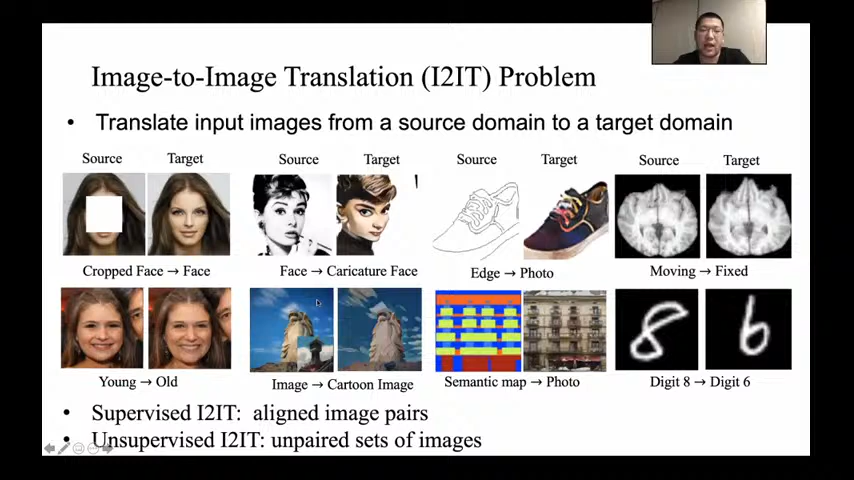 Image-to-Image Translation (I2IT) Problem
• Translate input images from a source domain to a target domain
Source Target Source Target Source Target Source Target
Cropped Face → Face Face → Caricature Face Edge → Photo Moving → Fixed
8 6
Young → Old Image → Cartoon Image Semantic map → Photo Digit 8 → Digit 6
• Supervised I2IT: aligned image pairs
• Unsupervised I2IT: unpaired sets of images